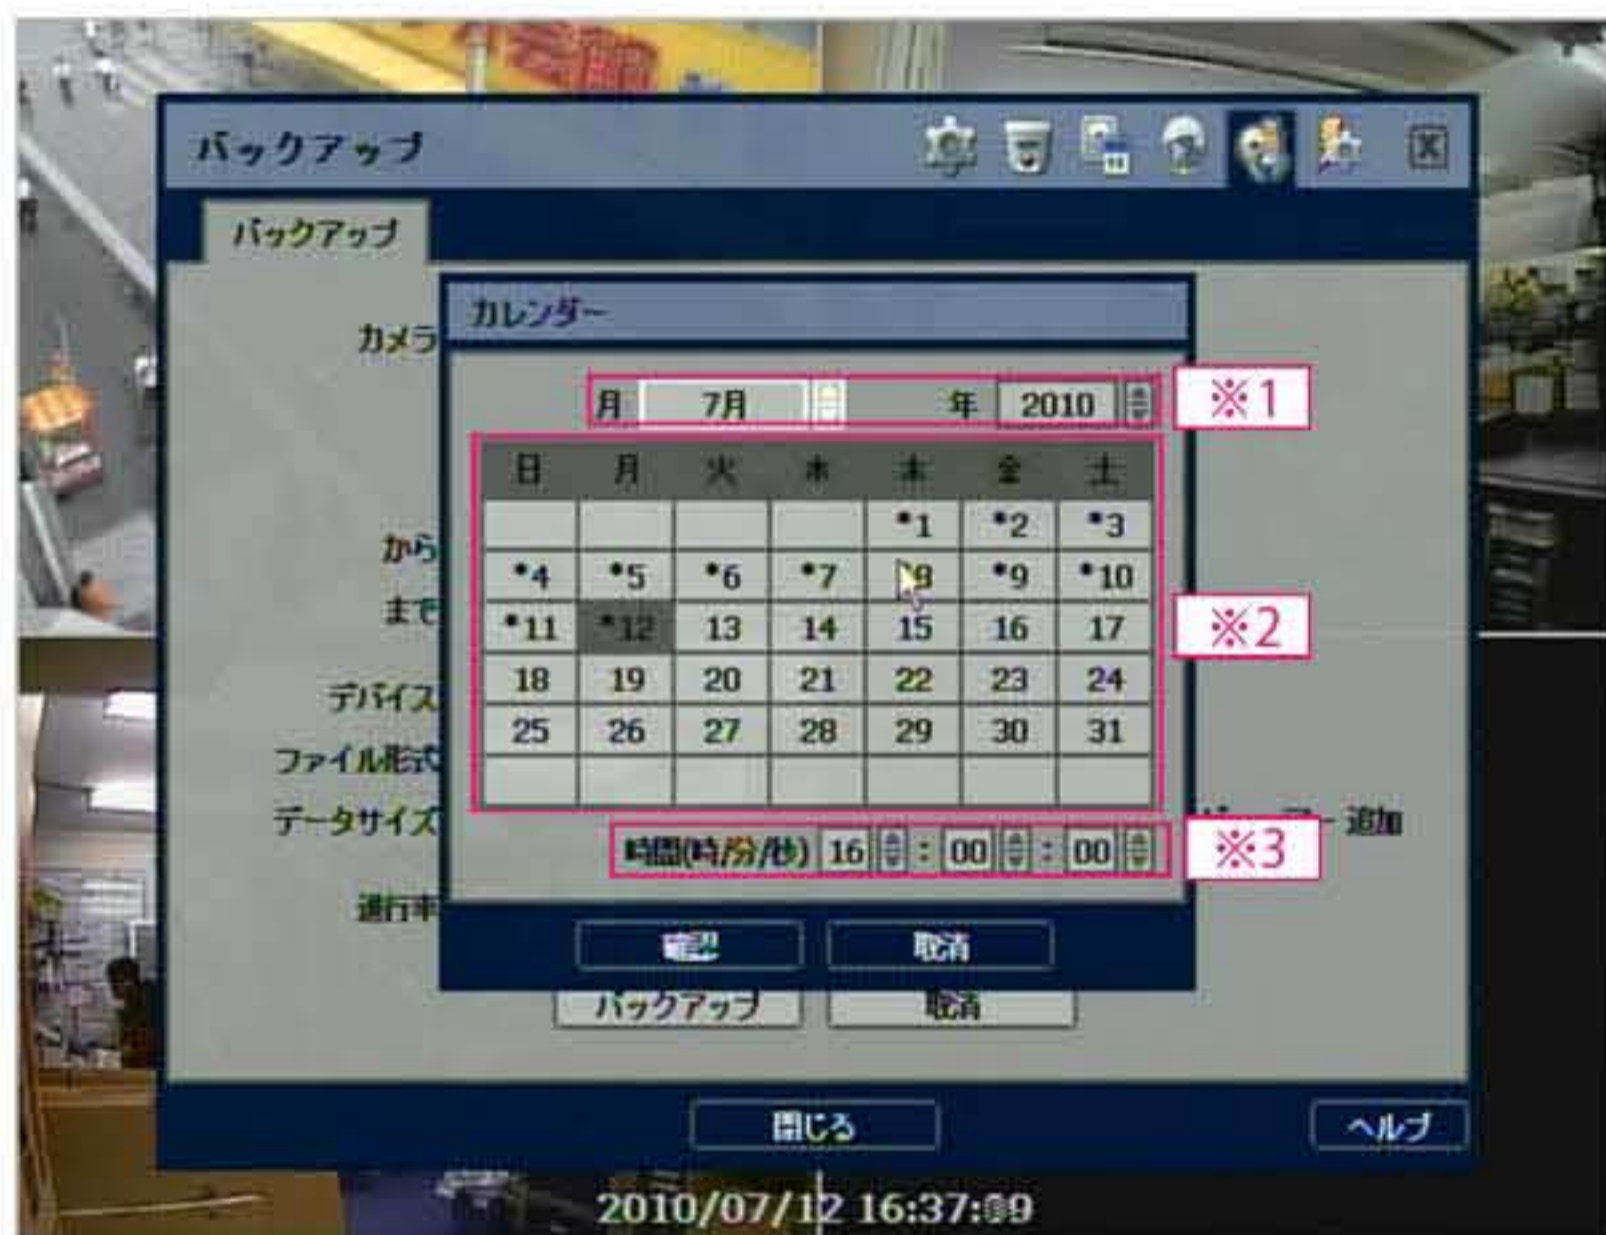 バックアップ
バックアップ
カレンダー
カメラ
月 7月 年 2010 ※1
日 月 火 水 木 金 土
•1 •2 •3
から
•4 •5 •6 •7 •8 •9 •10
まで
•11 •12 13 14 15 16 17 ※2
18 19 20 21 22 23 24
デバイス
25 26 27 28 29 30 31
ファイル形式
データサイズ
追加
時間(時/分/秒) 16 : 00 : 00 ※3
進行率
確認 取消
バックアップ 取消
閉じる ヘルプ
2010/07/12 16:37:09